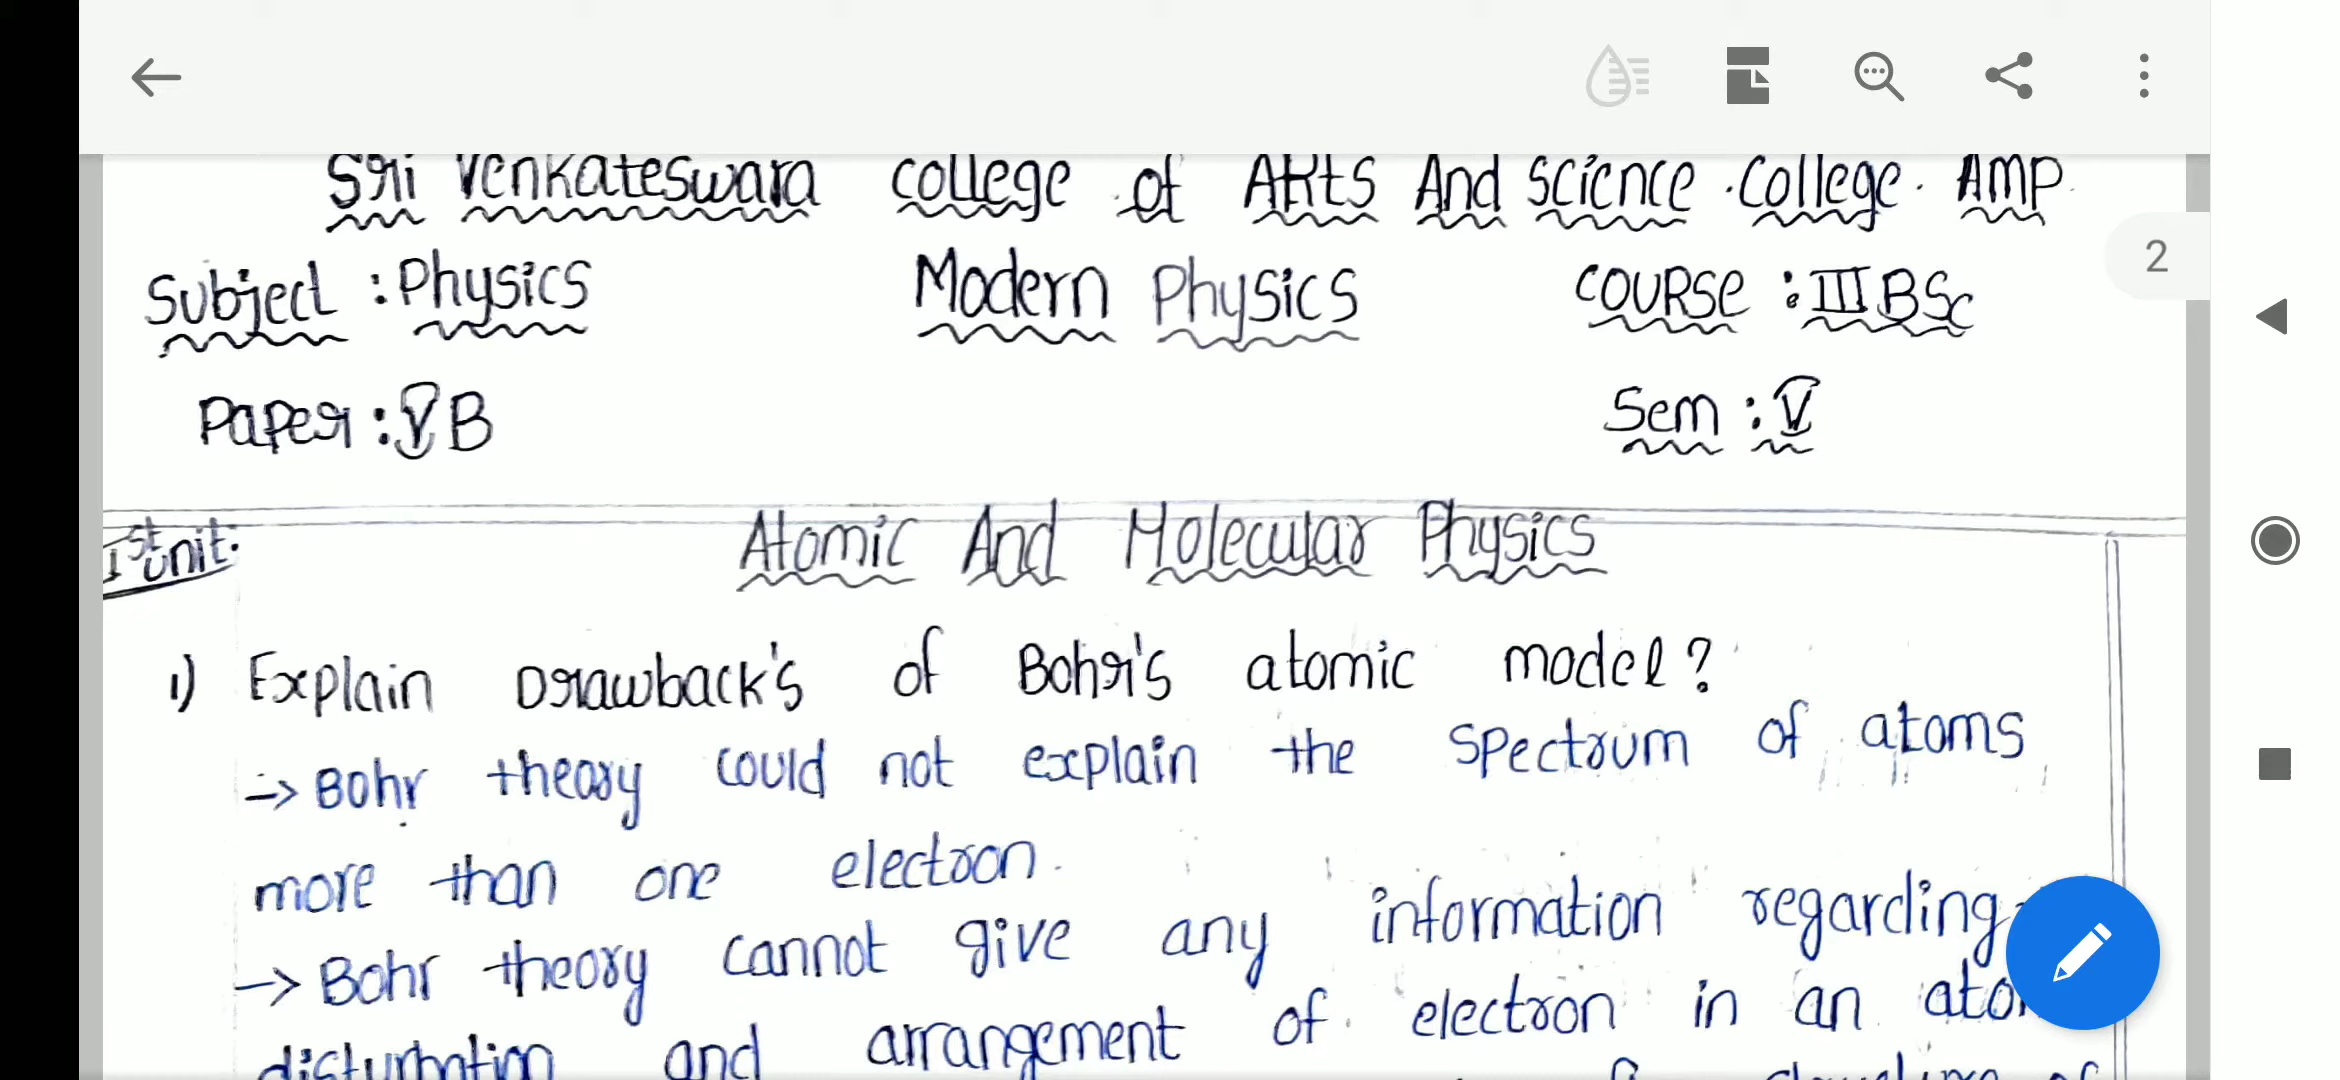 Sri Venkateswara college of Arts And science College. AMP.
2
Subject : Physics Modern Physics COURSE : III BSc
Paper : V B Sem : V
1st unit.
Atomic And Molecular Physics
1) Explain Drawback's of Bohr's atomic model?
→ Bohr theory could not explain the spectrum of atoms
more than one electron.
→ Bohr theory cannot give any information regarding
and arrangement of electron in an